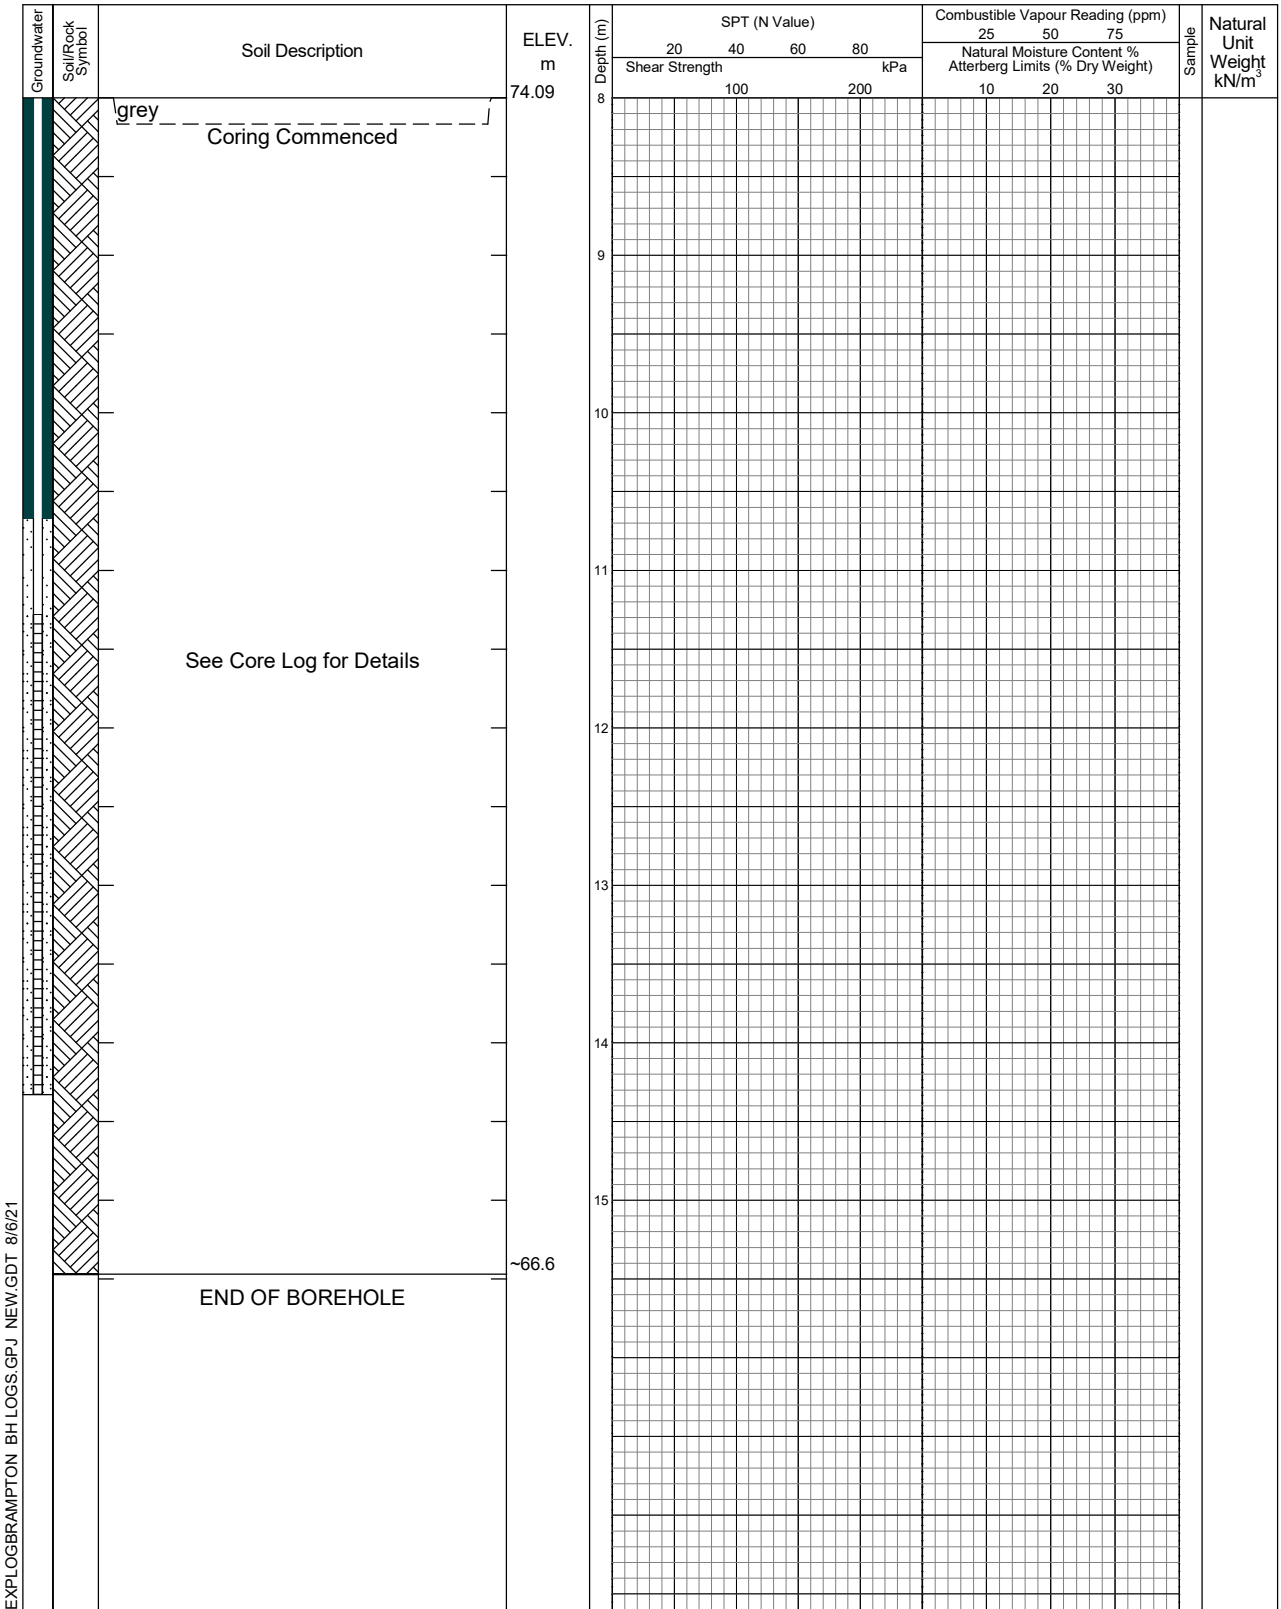 Groundwater
Soil/Rock
Symbol
Soil Description
ELEV.
m
74.09
Depth (m)
SPT (N Value)
20 40 60 80
Shear Strength kPa
100 200
Combustible Vapour Reading (ppm)
25 50 75
Natural Moisture Content %
Atterberg Limits (% Dry Weight)
10 20 30
Sample
Natural
Unit
Weight
kN/m³
8
grey
Coring Commenced
9
10
11
See Core Log for Details
12
13
14
15
~66.6
END OF BOREHOLE
EXPLOGBRAMPTON BH LOGS.GPJ NEW.GDT 8/6/21